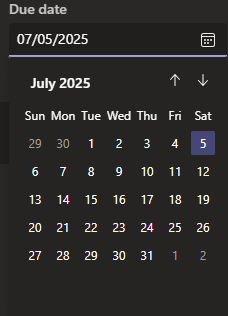 Due date
07/05/2025
July 2025
Sun Mon Tue Wed Thu Fri Sat
29 30 1 2 3 4 5
6 7 8 9 10 11 12
13 14 15 16 17 18 19
20 21 22 23 24 25 26
27 28 29 30 31 1 2